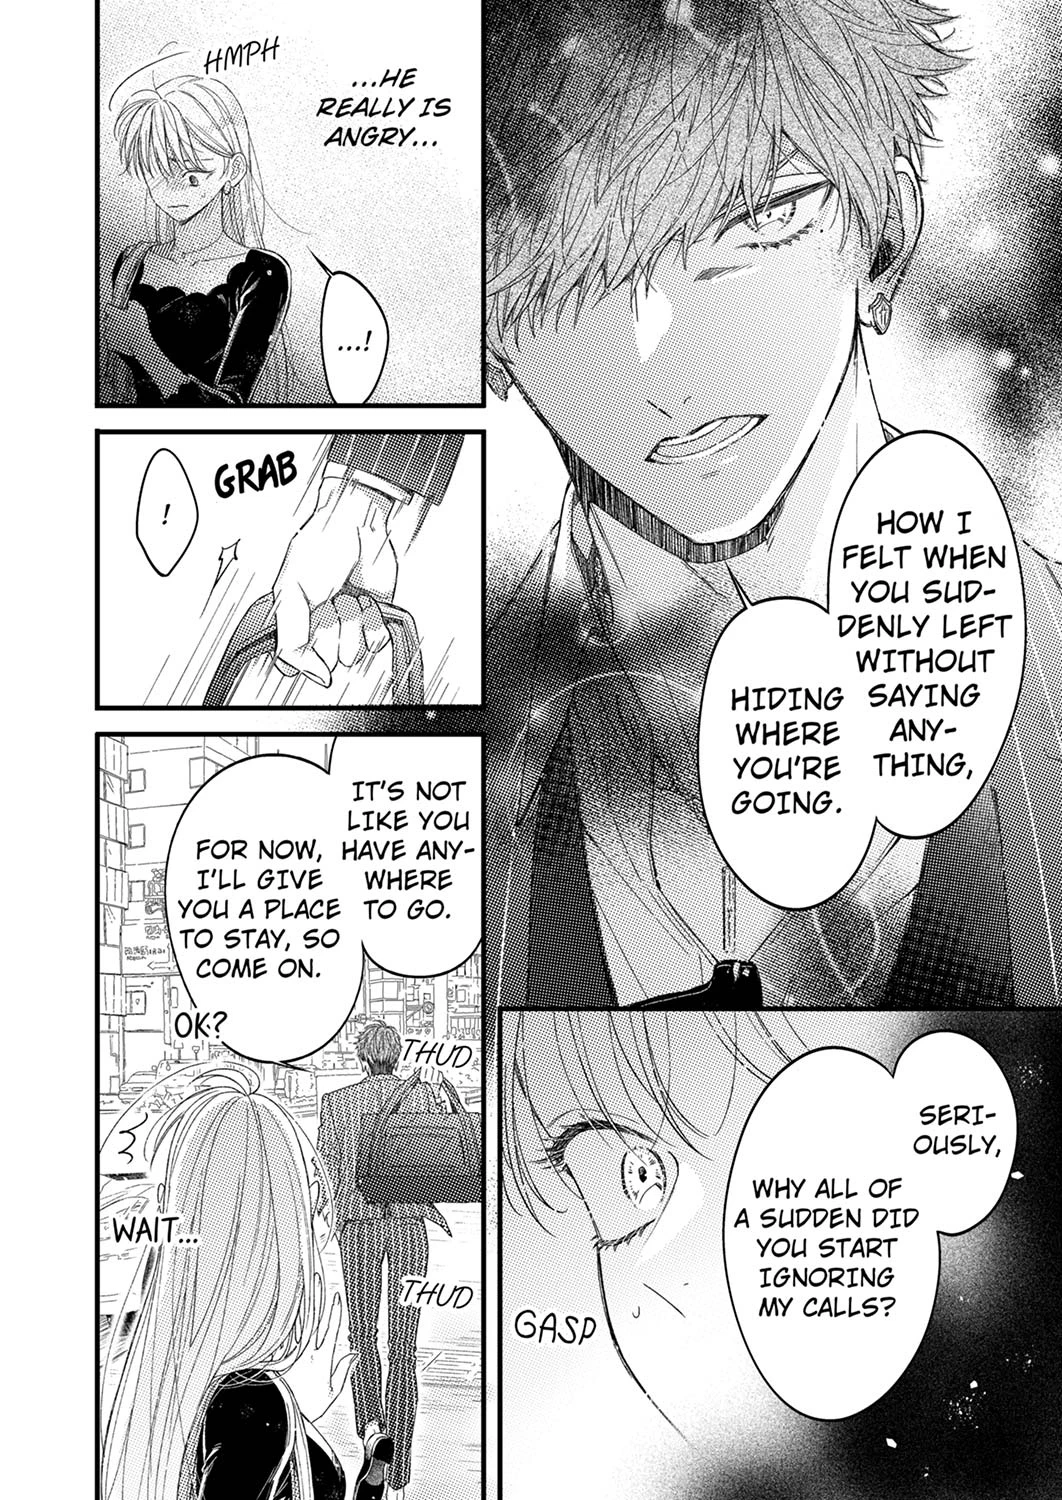 HOW I
FELT WHEN
YOU SUD-
DENLY LEFT
WITHOUT
SAYING
ANY-
THING,
HIDING
WHERE
YOU'RE
GOING.
SERI-
OUSLY,
WHY ALL OF
A SUDDEN DID
YOU START
IGNORING
MY CALLS?
GASP
HMPH
...HE
REALLY IS
ANGRY...
...!
GRAB
!
IT'S NOT
LIKE YOU
HAVE ANY-
WHERE
TO GO.
FOR NOW,
I'LL GIVE
YOU A PLACE
TO STAY, SO
COME ON.
OK?
THUD
WAIT...
THUD